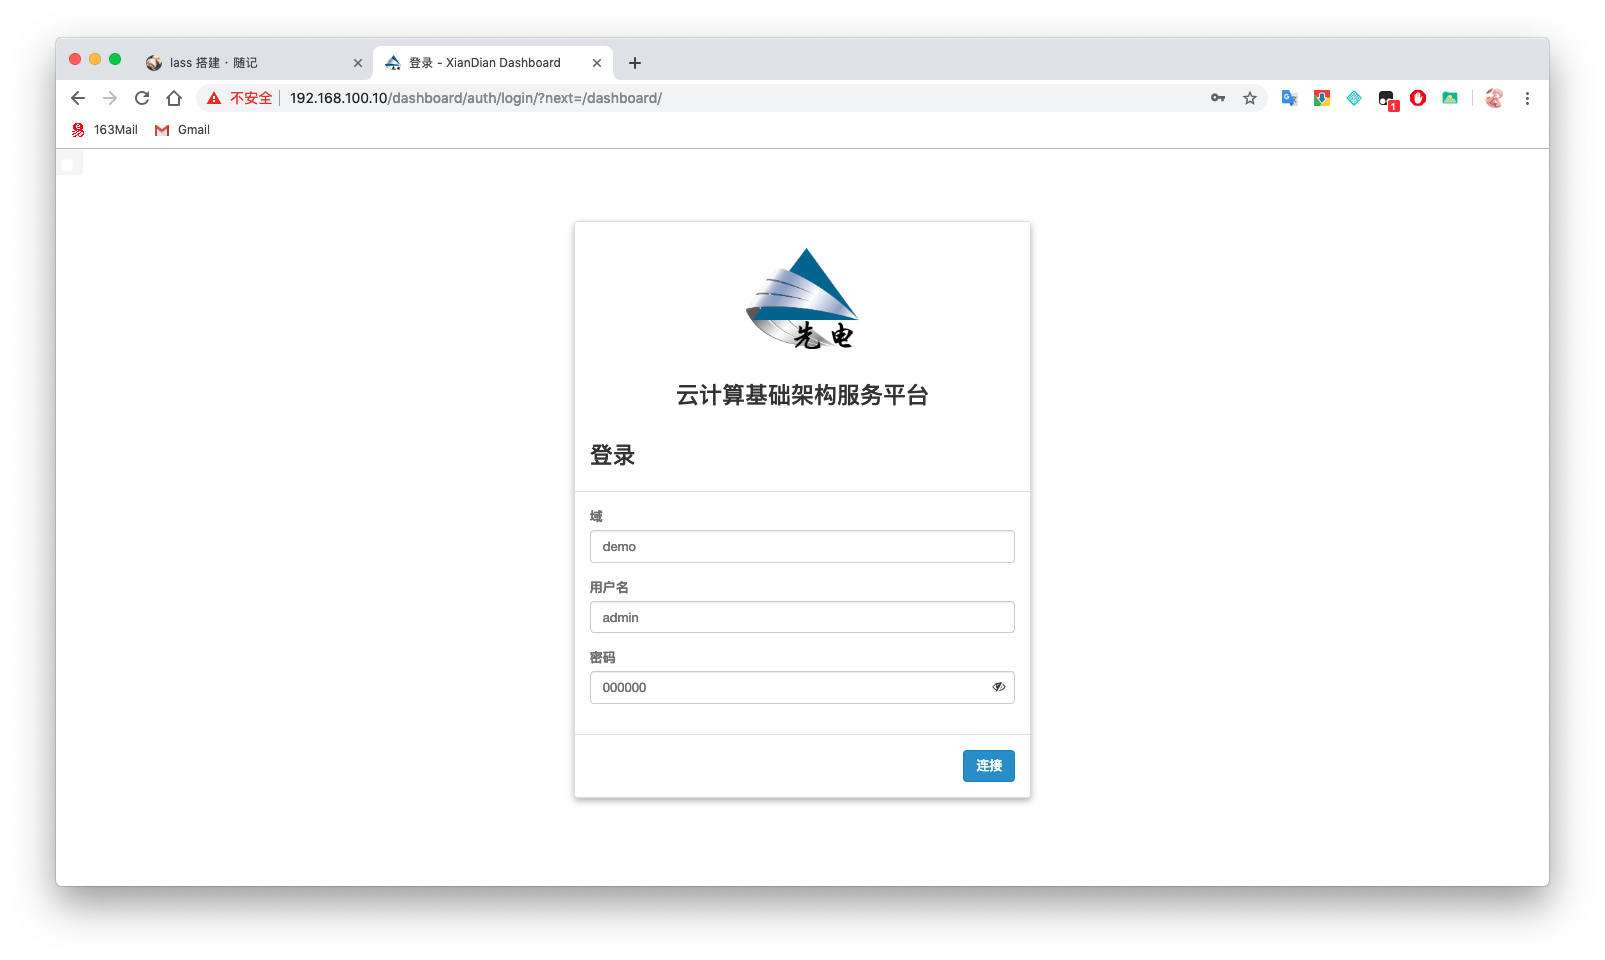 lass 搭建 · 随记
登录 - XianDian Dashboard
不安全
192.168.100.10/dashboard/auth/login/?next=/dashboard/
1
163Mail
Gmail
先电
云计算基础架构服务平台
登录
域
demo
用户名
admin
密码
000000
连接